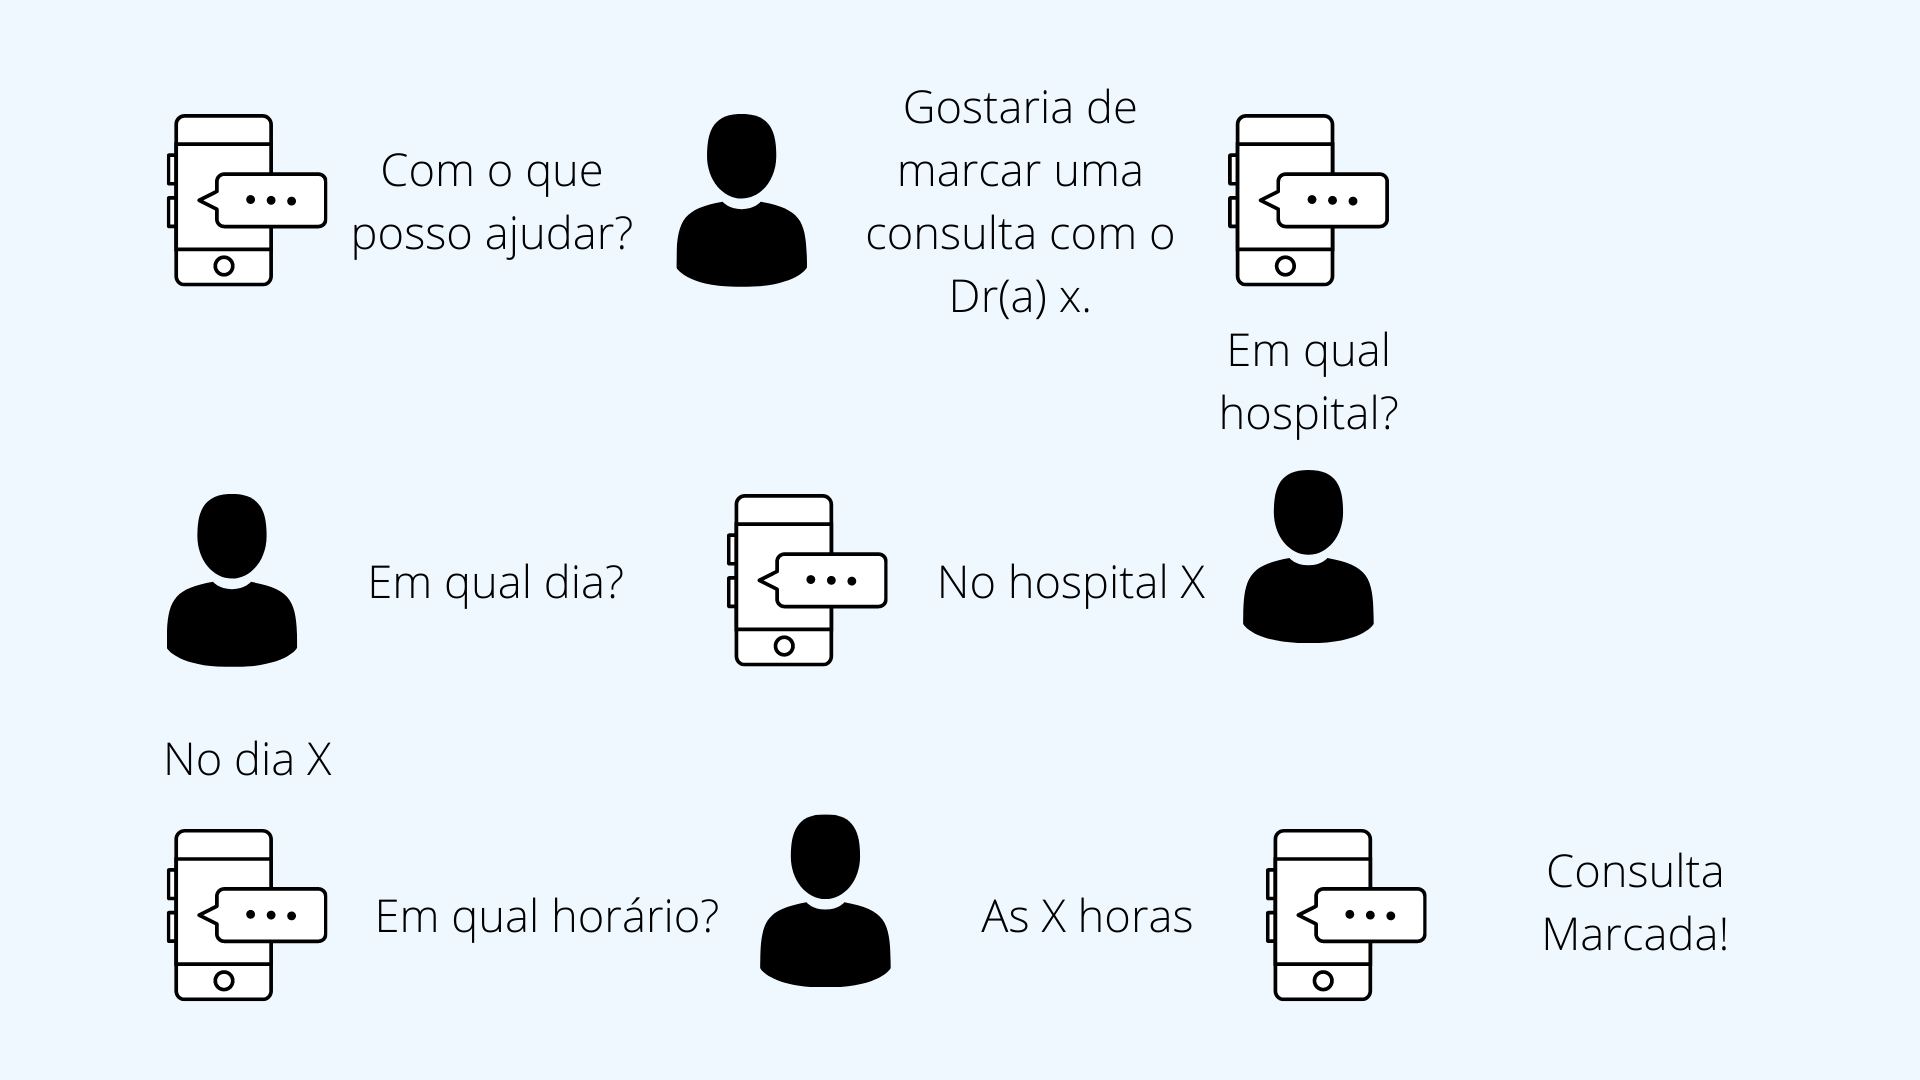 Com o que
posso ajudar?
Gostaria de
marcar uma
consulta com o
Dr(a) x.
Em qual
hospital?
Em qual dia?
No hospital X
No dia X
Em qual horário?
As X horas
Consulta
Marcada!